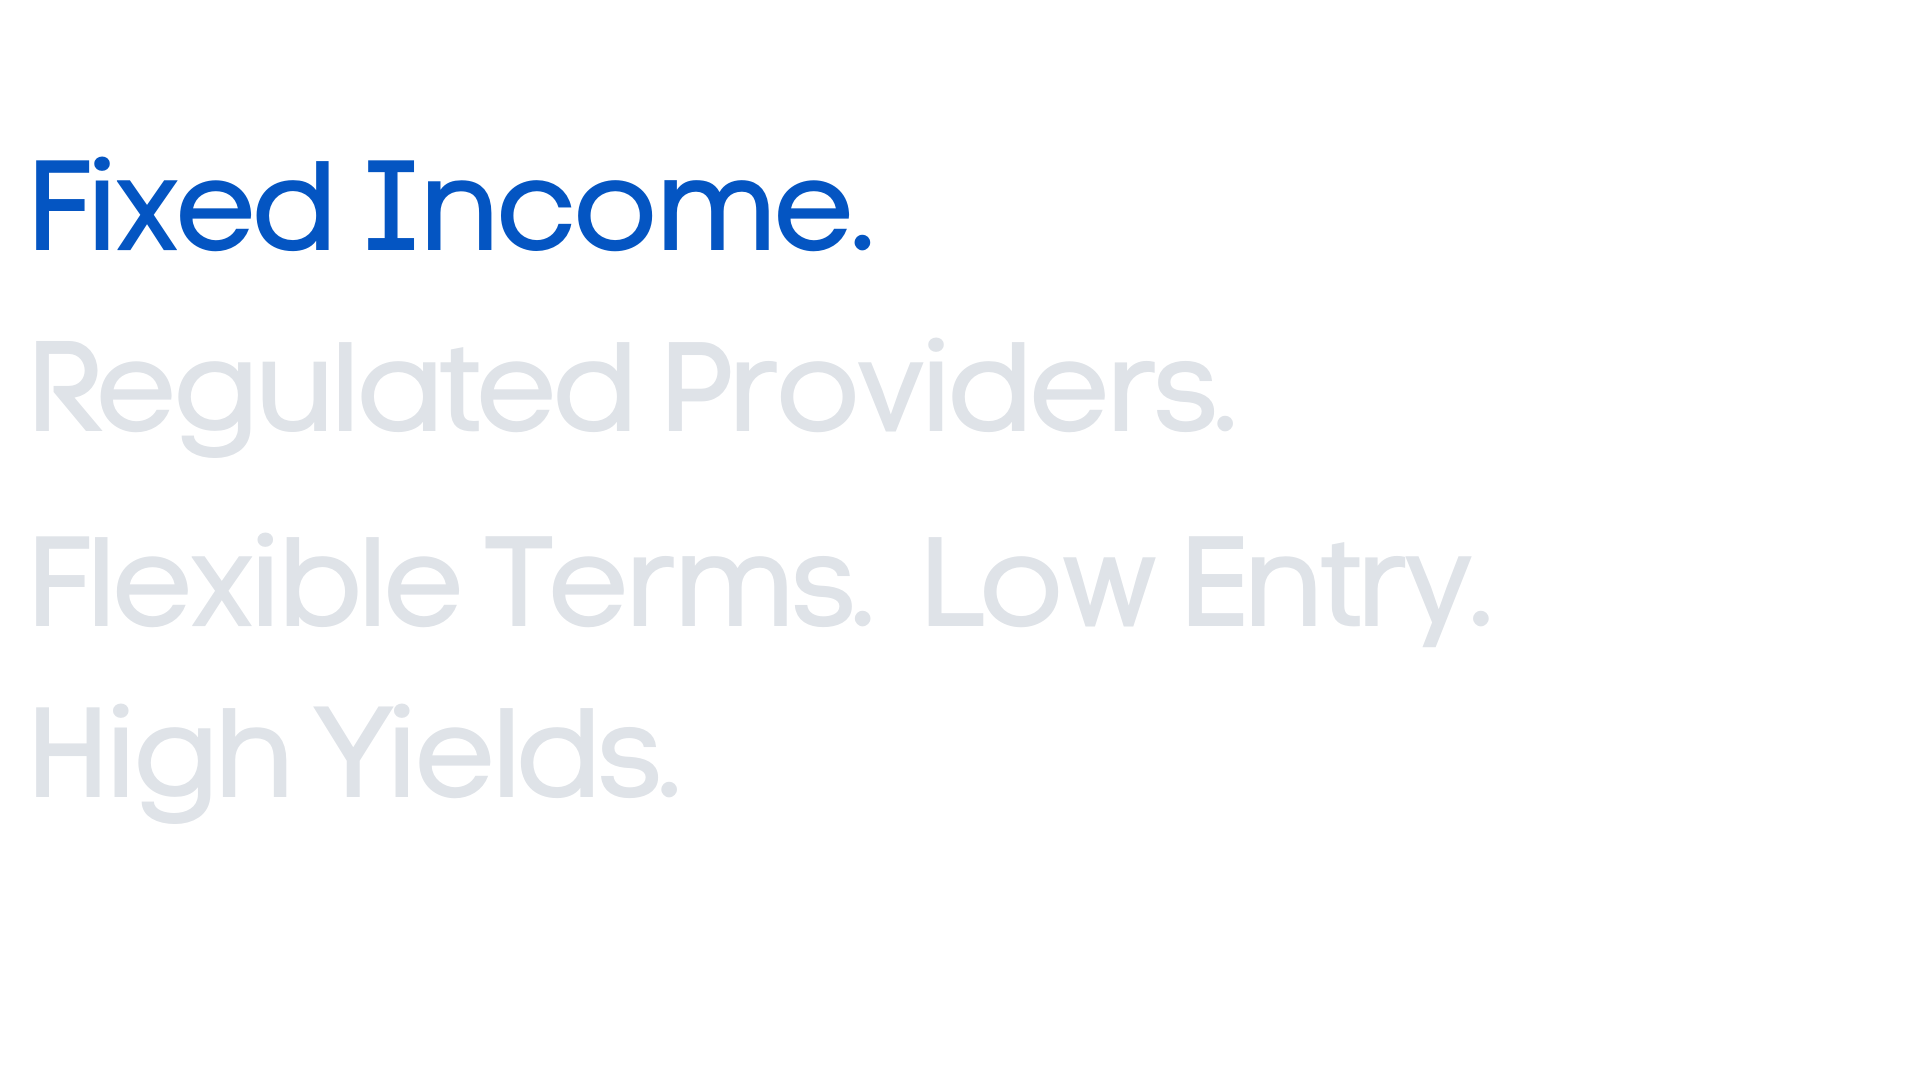 Fixed Income.
Regulated Providers.
Flexible Terms.  Low Entry.
High Yields.